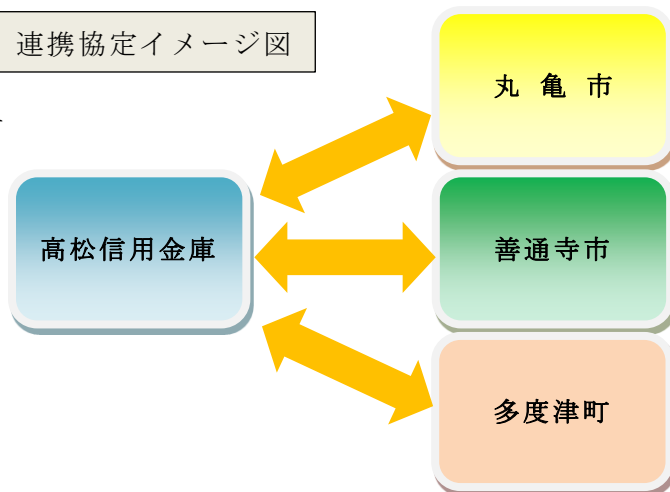 連携協定イメージ図
丸亀市
高松信用金庫
善通寺市
多度津町